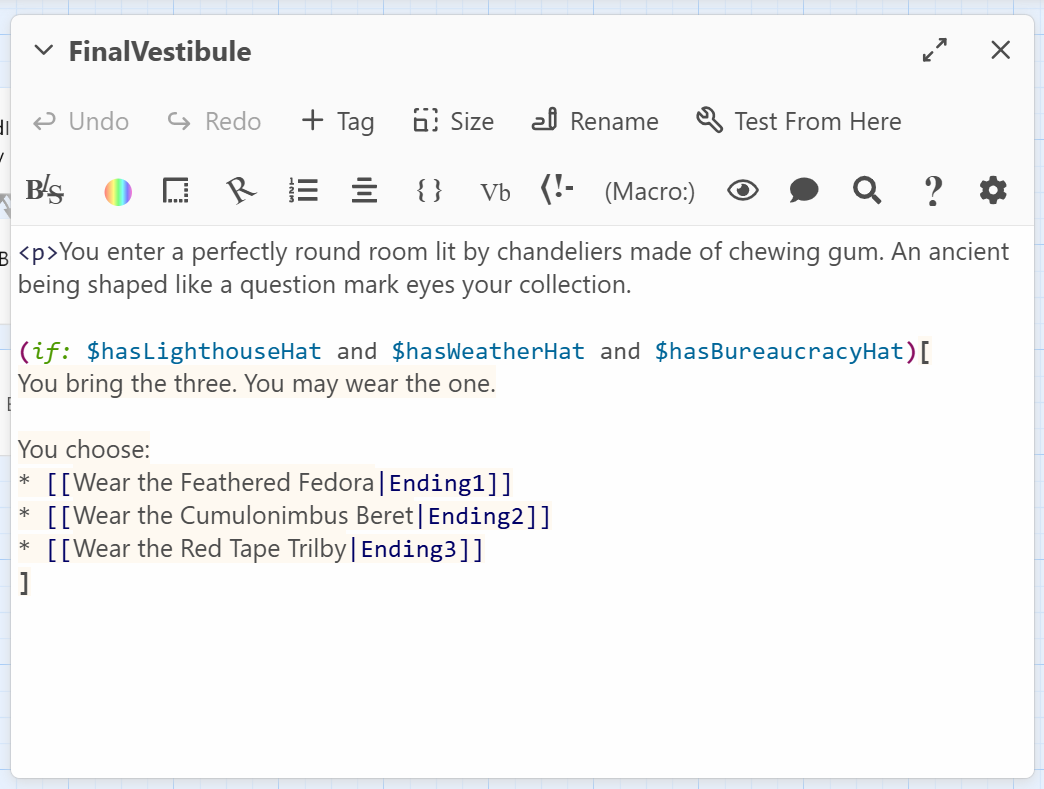 FinalVestibule
Undo Redo + Tag Size Rename Test From Here
BIS { } Vb (!- (Macro:) ?
<p>You enter a perfectly round room lit by chandeliers made of chewing gum. An ancient
being shaped like a question mark eyes your collection.
(if: $hasLighthouseHat and $hasWeatherHat and $hasBureaucracyHat)[
You bring the three. You may wear the one.
You choose:
* [[Wear the Feathered Fedora|Ending1]]
* [[Wear the Cumulonimbus Beret|Ending2]]
* [[Wear the Red Tape Trilby|Ending3]]
]